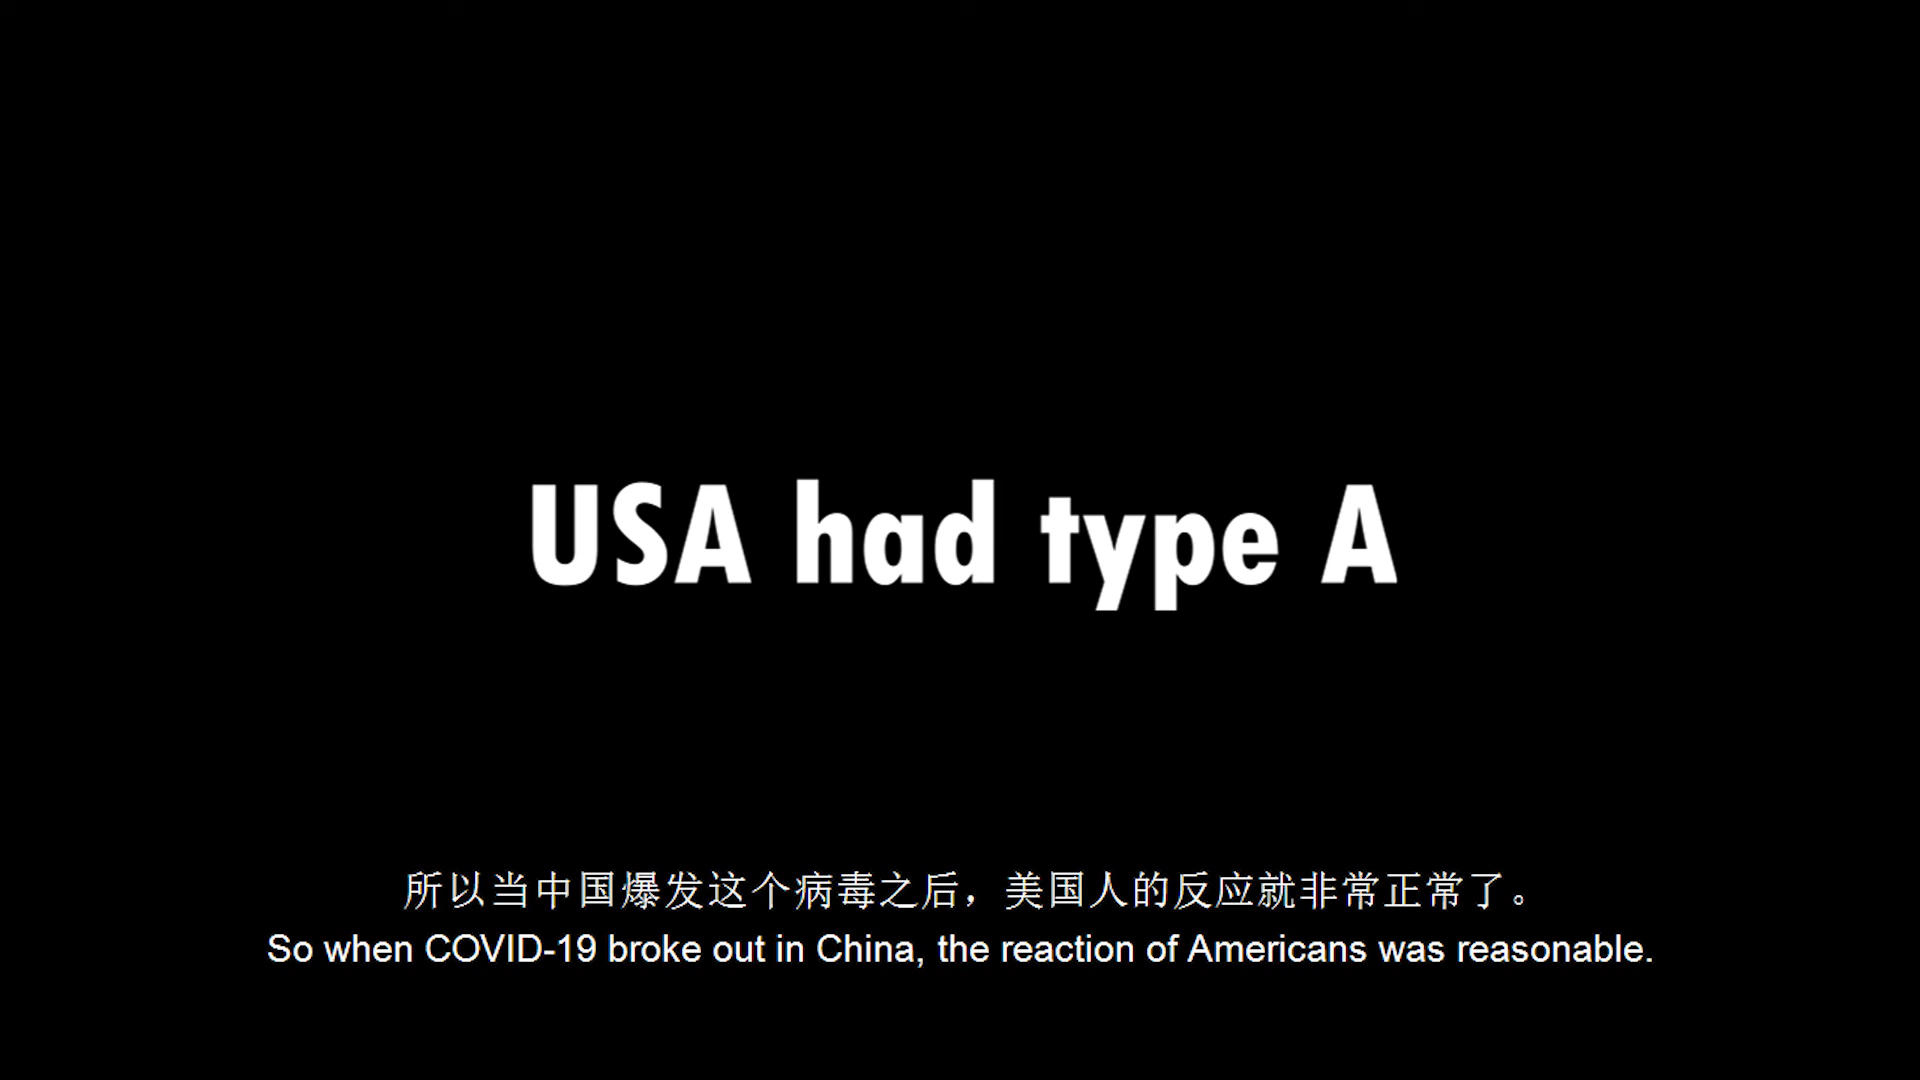 USA had type A
所以当中国爆发这个病毒之后，美国人的反应就非常正常了。
So when COVID-19 broke out in China, the reaction of Americans was reasonable.